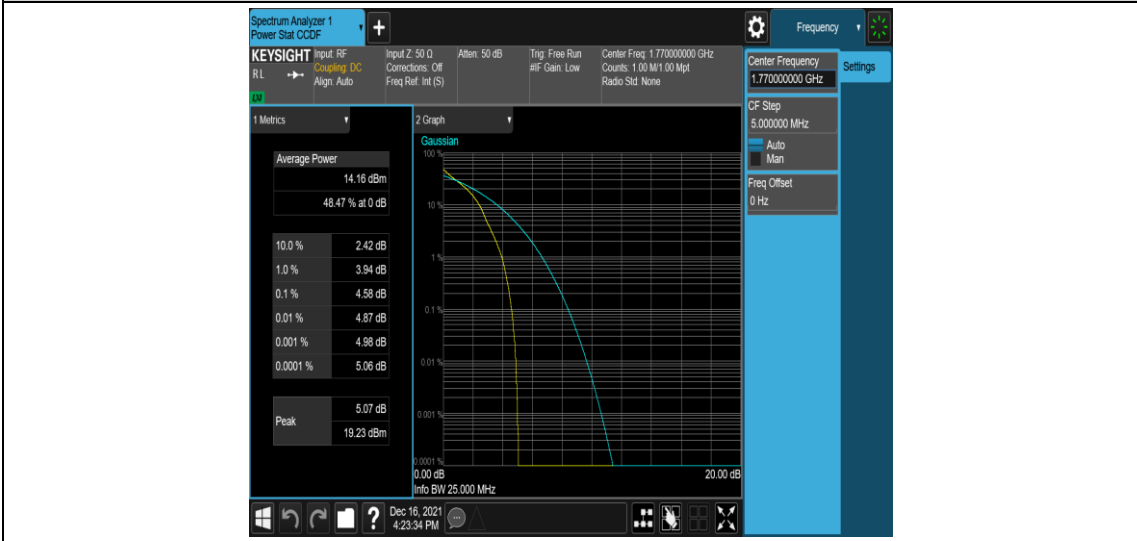 Spectrum Analyzer 1
Power Stat CCDF
+
Frequency
KEYSIGHT Input: RF Input Z: 50 Ω Atten: 50 dB Trig: Free Run Center Freq: 1.770000000 GHz
RL Coupling: DC Corrections: Off #IF Gain: Low Counts: 1.00 M/1.00 Mpt
Align: Auto Freq Ref: Int (S) Radio Std: None
Center Frequency
1.770000000 GHz
Settings
CF Step
5.000000 MHz
Auto
Man
Freq Offset
0 Hz
1 Metrics
Average Power
14.16 dBm
48.47 % at 0 dB
10.0 % 2.42 dB
1.0 % 3.94 dB
0.1 % 4.58 dB
0.01 % 4.87 dB
0.001 % 4.98 dB
0.0001 % 5.06 dB
Peak
5.07 dB
19.23 dBm
2 Graph
Gaussian
100 %
10 %
1 %
0.1 %
0.01 %
0.001 %
0.0001 %
0.00 dB 20.00 dB
Info BW 25.000 MHz
? Dec 16, 2021
4:23:34 PM